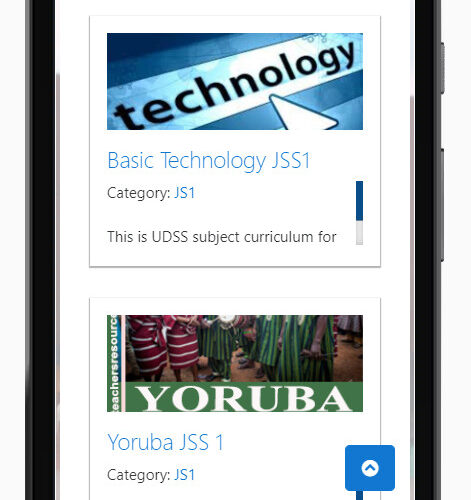 technology
Basic Technology JSS1
Category: JS1
This is UDSS subject curriculum for
teachersresource
YORUBA
Yoruba JSS 1
Category: JS1